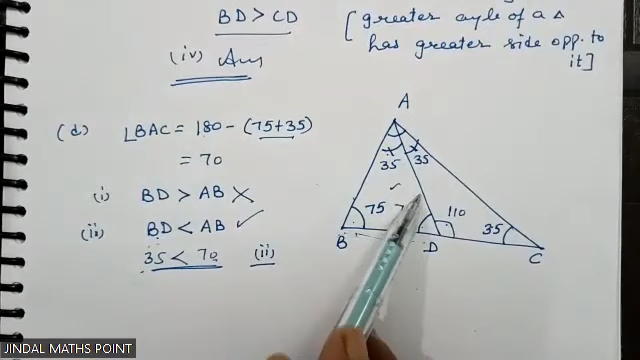 BD > CD
[greater angle of a Δ
has greater side opp. to
it]
(iv) Ans
(d) ∠BAC = 180 - (75+35)
= 70
(i) BD > AB ✗
(ii) BD < AB ✓
35 < 70 (ii)
A
35 35
75 110 35
B D C
JINDAL MATHS POINT